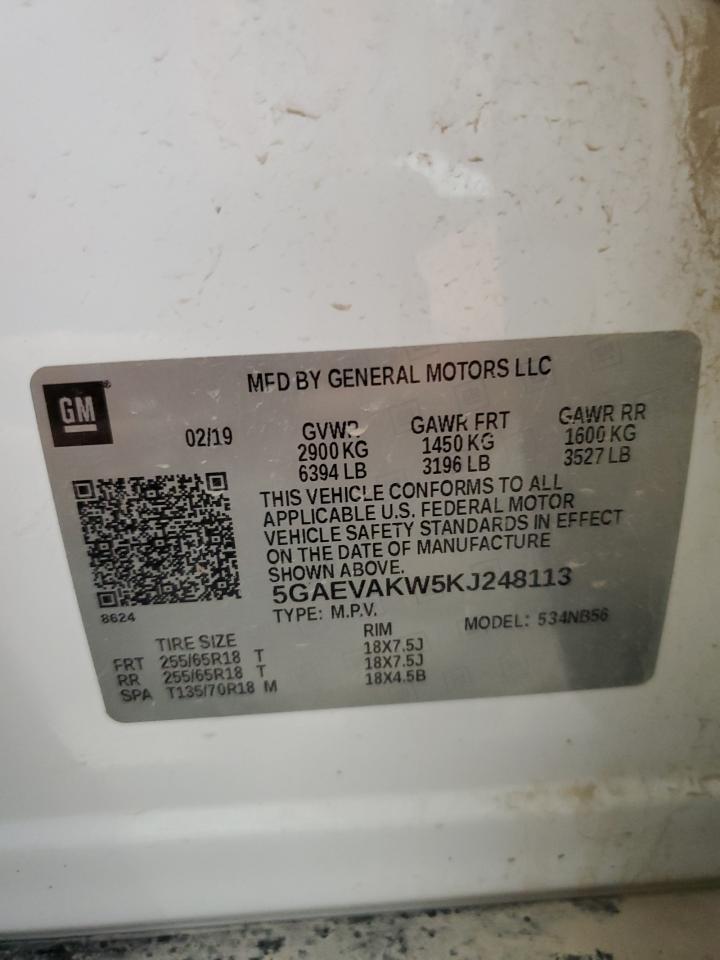 MFD BY GENERAL MOTORS LLC
GM ®
02/19 GVWR GAWR FRT GAWR RR
2900 KG 1450 KG 1600 KG
6394 LB 3196 LB 3527 LB
THIS VEHICLE CONFORMS TO ALL
APPLICABLE U.S. FEDERAL MOTOR
VEHICLE SAFETY STANDARDS IN EFFECT
ON THE DATE OF MANUFACTURE
SHOWN ABOVE.
5GAEVAKW5KJ248113
8624
TYPE: M.P.V. MODEL: 534NB56
TIRE SIZE RIM
FRT 255/65R18 T 18X7.5J
RR 255/65R18 T 18X7.5J
SPA T135/70R18 M 18X4.5B